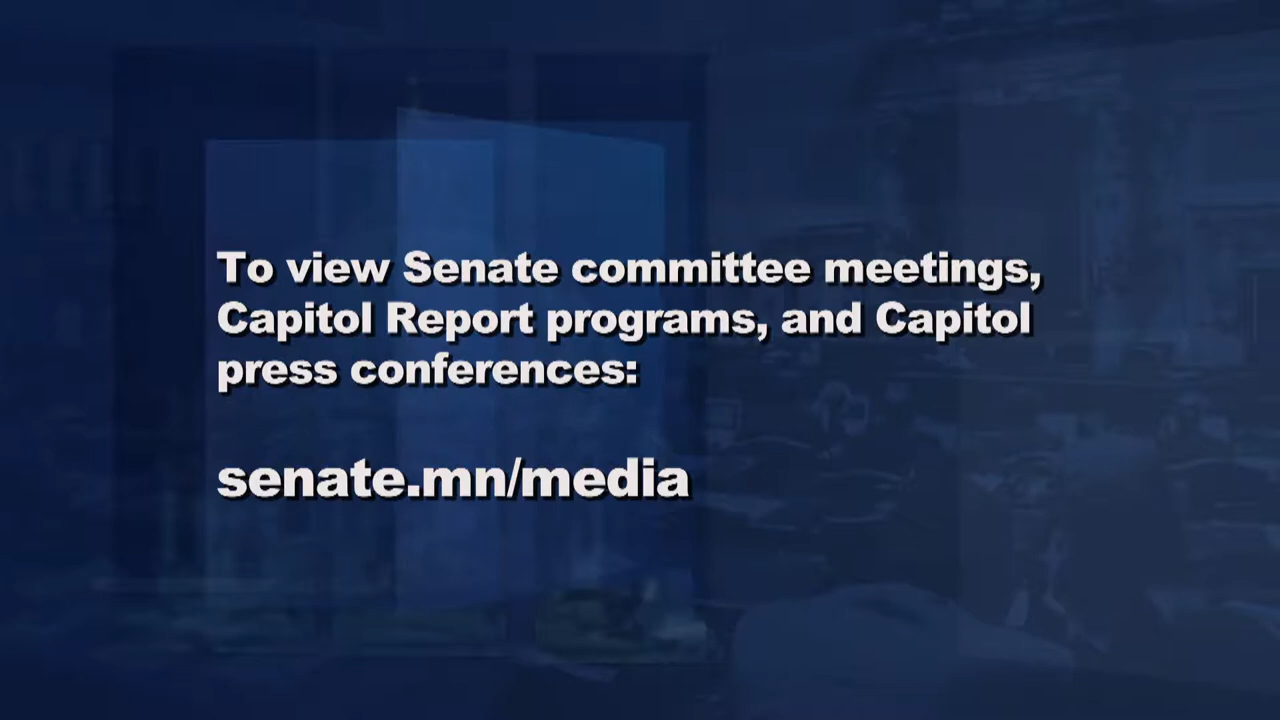 To view Senate committee meetings,
Capitol Report programs, and Capitol
press conferences:
senate.mn/media